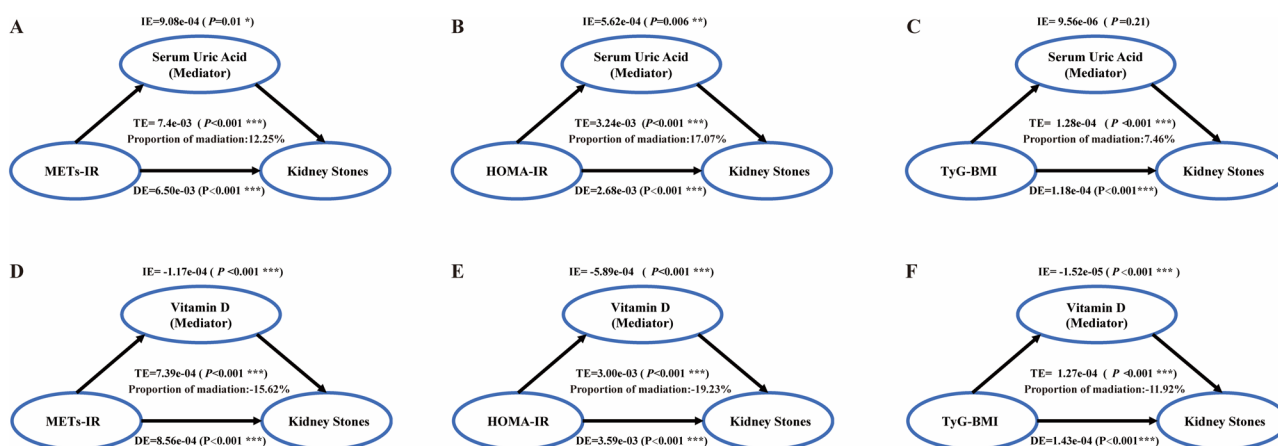 A
IE=9.08e-04 ( P=0.01 *)
Serum Uric Acid
(Mediator)
TE= 7.4e-03 ( P<0.001 ***)
Proportion of madiation:12.25%
METs-IR
Kidney Stones
DE=6.50e-03 (P<0.001 ***)
B
IE=5.62e-04 ( P=0.006 **)
Serum Uric Acid
(Mediator)
TE=3.24e-03 (P<0.001 ***)
Proportion of madiation:17.07%
HOMA-IR
Kidney Stones
DE=2.68e-03 (P<0.001 ***)
C
IE= 9.56e-06 ( P=0.21)
Serum Uric Acid
(Mediator)
TE= 1.28e-04 ( P <0.001 ***)
Proportion of madiation:7.46%
TyG-BMI
Kidney Stones
DE=1.18e-04 (P<0.001***)
D
IE= -1.17e-04 ( P <0.001 ***)
Vitamin D
(Mediator)
TE=7.39e-04 ( P<0.001 ***)
Proportion of madiation:-15.62%
METs-IR
Kidney Stones
DE=8.56e-04 (P<0.001 ***)
E
IE= -5.89e-04 ( P<0.001 ***)
Vitamin D
(Mediator)
TE=3.00e-03 ( P<0.001 ***)
Proportion of madiation:-19.23%
HOMA-IR
Kidney Stones
DE=3.59e-03 (P<0.001 ***)
F
IE= -1.52e-05 ( P <0.001 *** )
Vitamin D
(Mediator)
TE= 1.27e-04 ( P <0.001 ***)
Proportion of madiation:-11.92%
TyG-BMI
Kidney Stones
DE=1.43e-04 (P<0.001***)